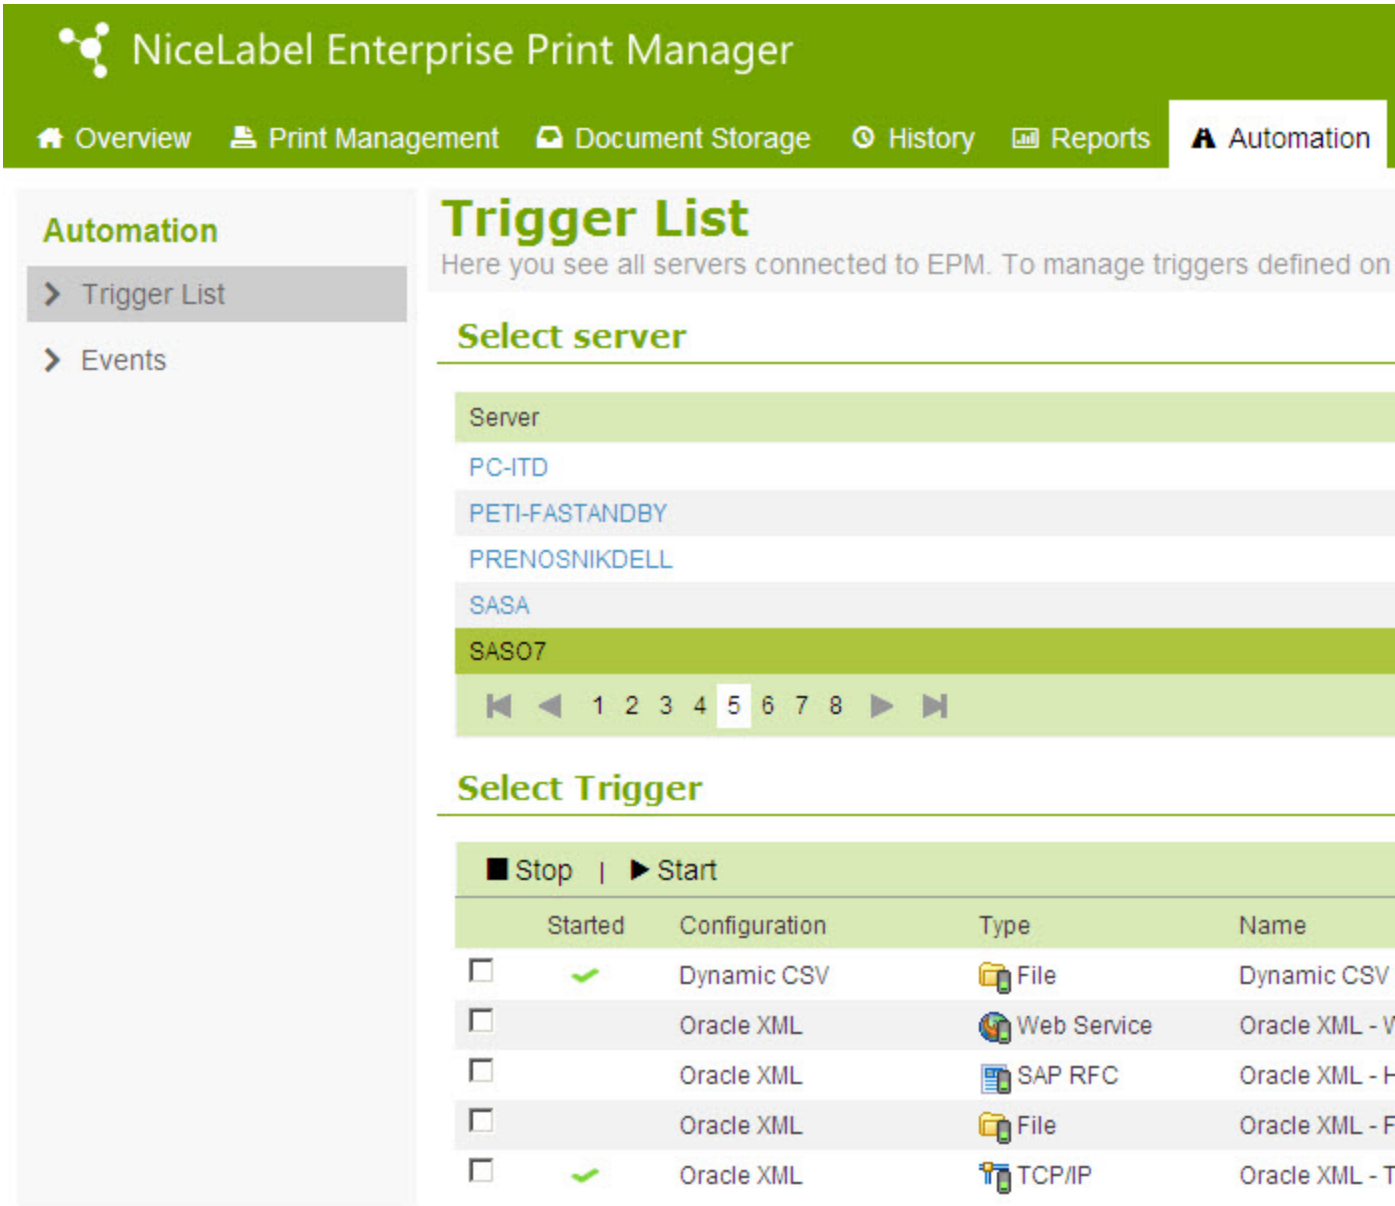 NiceLabel Enterprise Print Manager
Overview Print Management Document Storage History Reports Automation
Automation
Trigger List
Events
Trigger List
Here you see all servers connected to EPM. To manage triggers defined on
Select server
Server
PC-ITD
PETI-FASTANDBY
PRENOSNIKDELL
SASA
SASO7
1 2 3 4 5 6 7 8
Select Trigger
Stop | Start
Started Configuration Type Name
Dynamic CSV File Dynamic CSV
Oracle XML Web Service Oracle XML - W
Oracle XML SAP RFC Oracle XML - H
Oracle XML File Oracle XML - F
Oracle XML TCP/IP Oracle XML - T